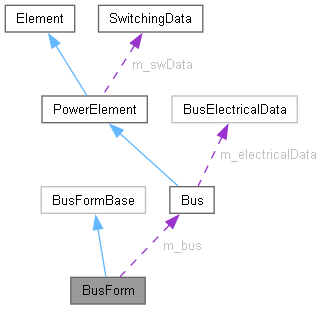 Element
SwitchingData
m_swData
PowerElement
BusElectricalData
m_electricalData
BusFormBase
Bus
m_bus
BusForm